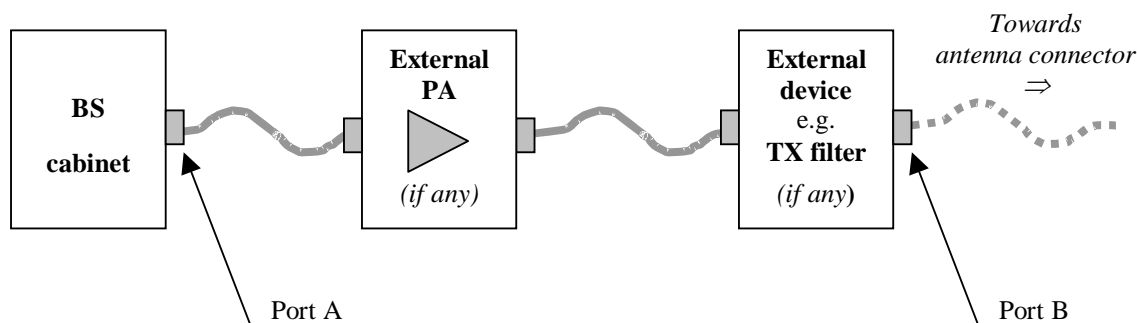 BS
cabinet
External
PA
(if any)
External
device
e.g.
TX filter
(if any)
Towards
antenna connector
⇒
Port A
Port B